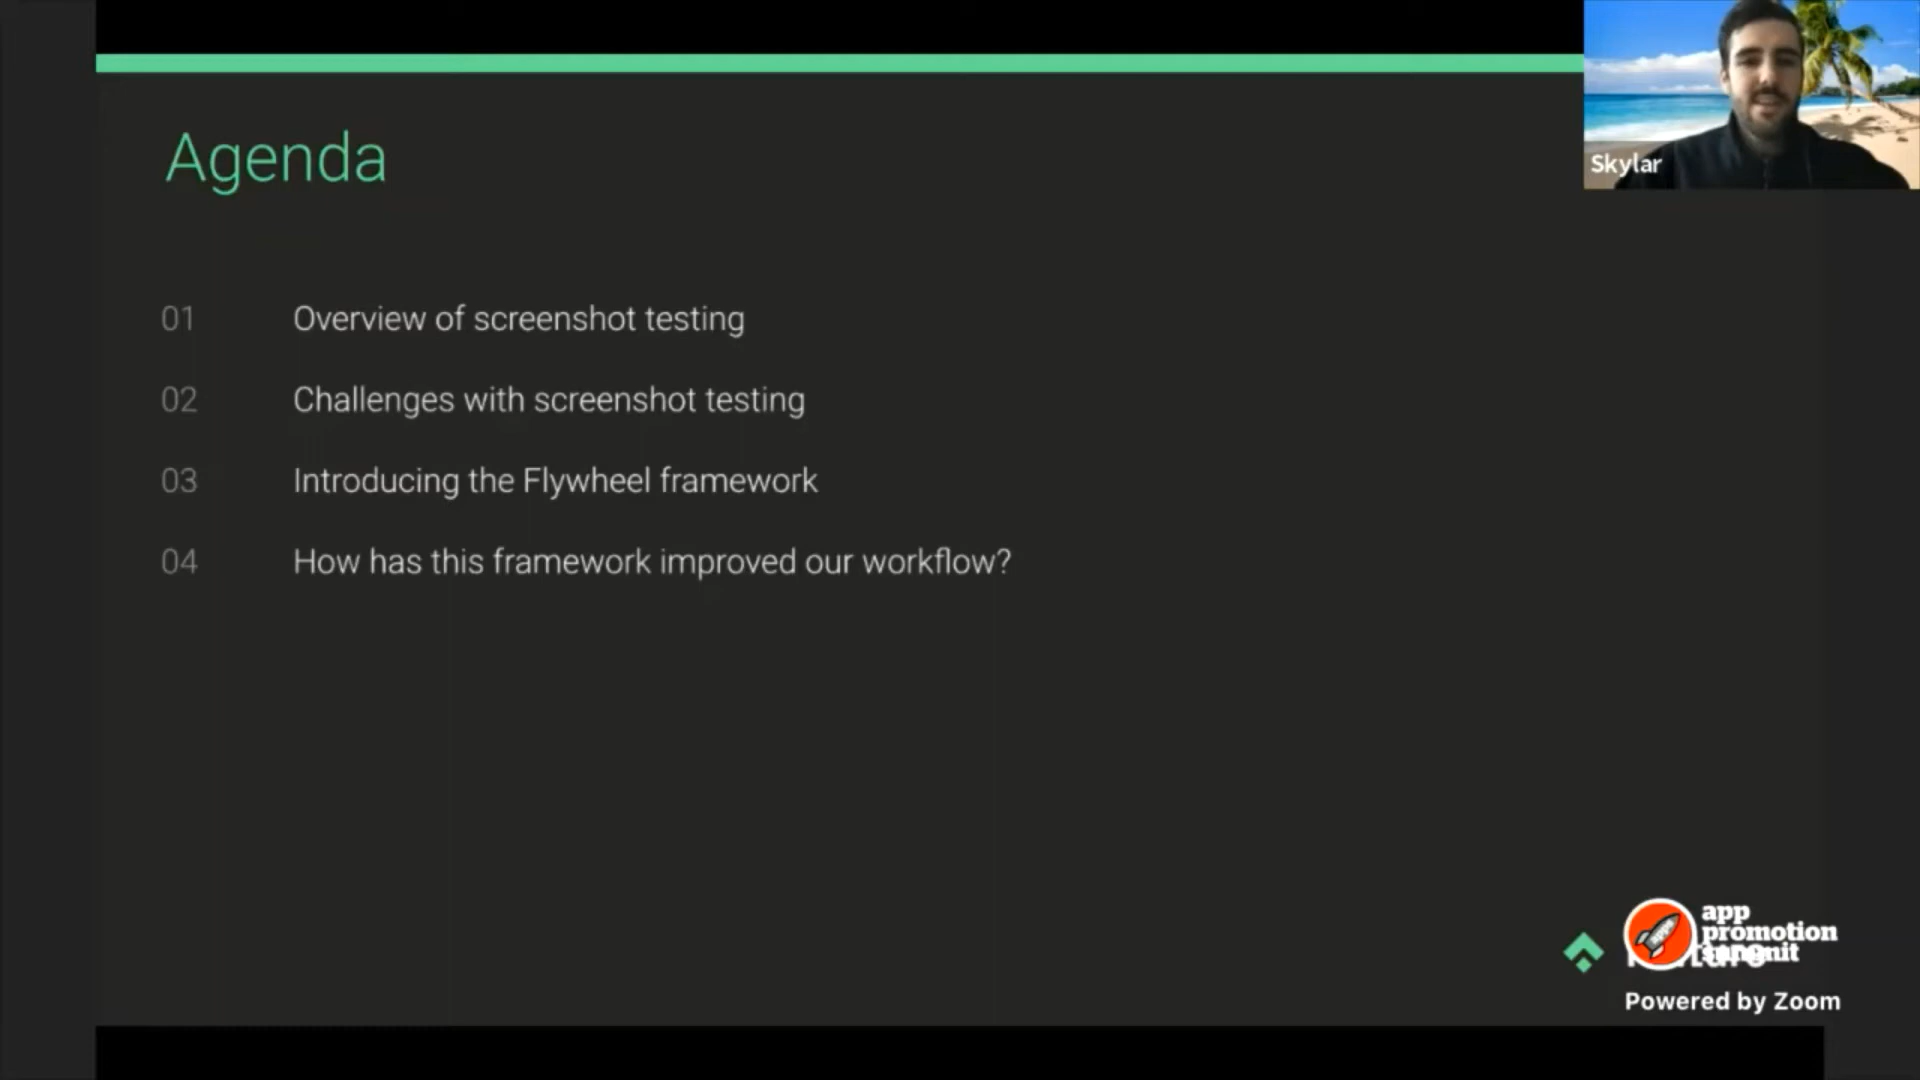 Agenda
Skylar
01 Overview of screenshot testing
02 Challenges with screenshot testing
03 Introducing the Flywheel framework
04 How has this framework improved our workflow?
app
promotion
summit
Powered by Zoom